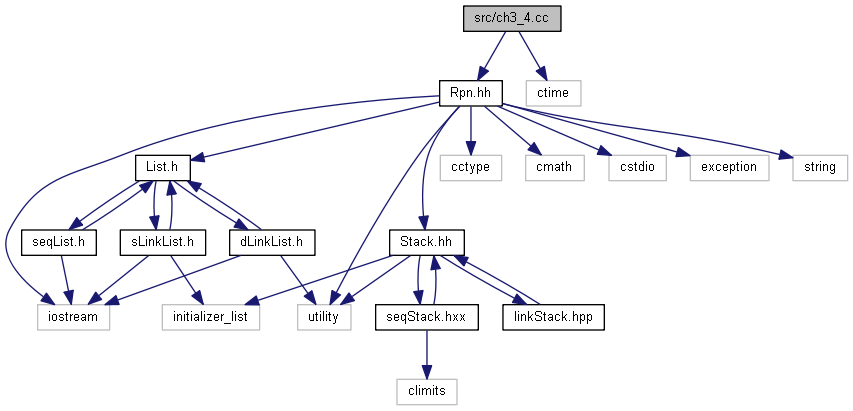 src/ch3_4.cc
Rpn.hh
ctime
List.h
cctype
cmath
cstdio
exception
string
seqList.h
sLinkList.h
dLinkList.h
Stack.hh
iostream
initializer_list
utility
seqStack.hxx
linkStack.hpp
climits